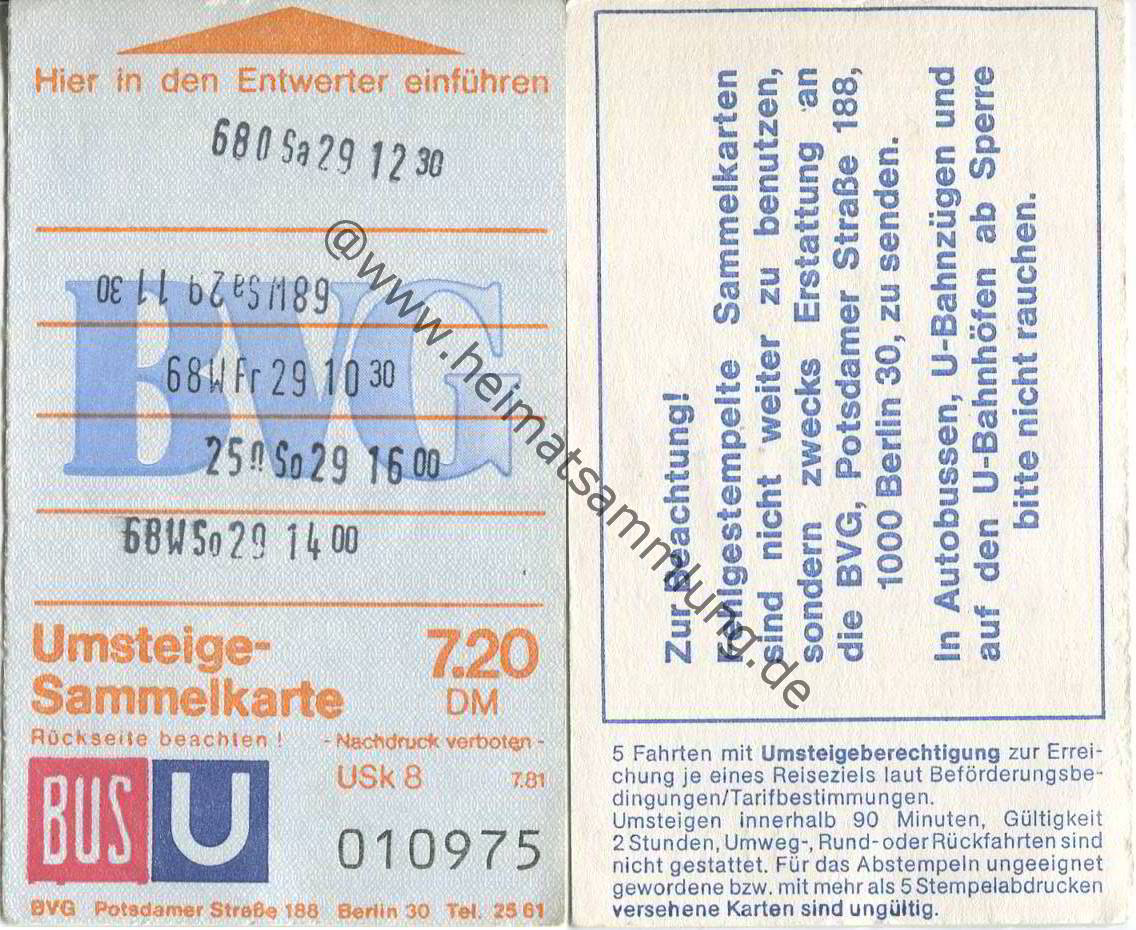 Hier in den Entwerter einführen
680 Sa 29 12 30
68W Sa 29 11 30
BVG
68W Fr 29 10 30
250 So 29 16 00
68W So 29 14 00
Umsteige-
Sammelkarte
7.20
DM
Rückseite beachten !
- Nachdruck verboten -
USk 8
7.81
BUS U
010975
BVG Potsdamer Straße 188 Berlin 30 Tel. 25 61
@www.heimatsammlung.de
Zur Beachtung!
Fehlgestempelte Sammelkarten
sind nicht weiter zu benutzen,
sondern zwecks Erstattung an
die BVG, Potsdamer Straße 188,
1000 Berlin 30, zu senden.
In Autobussen, U-Bahnzügen und
auf den U-Bahnhöfen ab Sperre
bitte nicht rauchen.
5 Fahrten mit Umsteigeberechtigung zur Errei-
chung je eines Reiseziels laut Beförderungsbe-
dingungen/Tarifbestimmungen.
Umsteigen innerhalb 90 Minuten, Gültigkeit
2 Stunden, Umweg-, Rund- oder Rückfahrten sind
nicht gestattet. Für das Abstempeln ungeeignet
gewordene bzw. mit mehr als 5 Stempelabdrucken
versehene Karten sind ungültig.